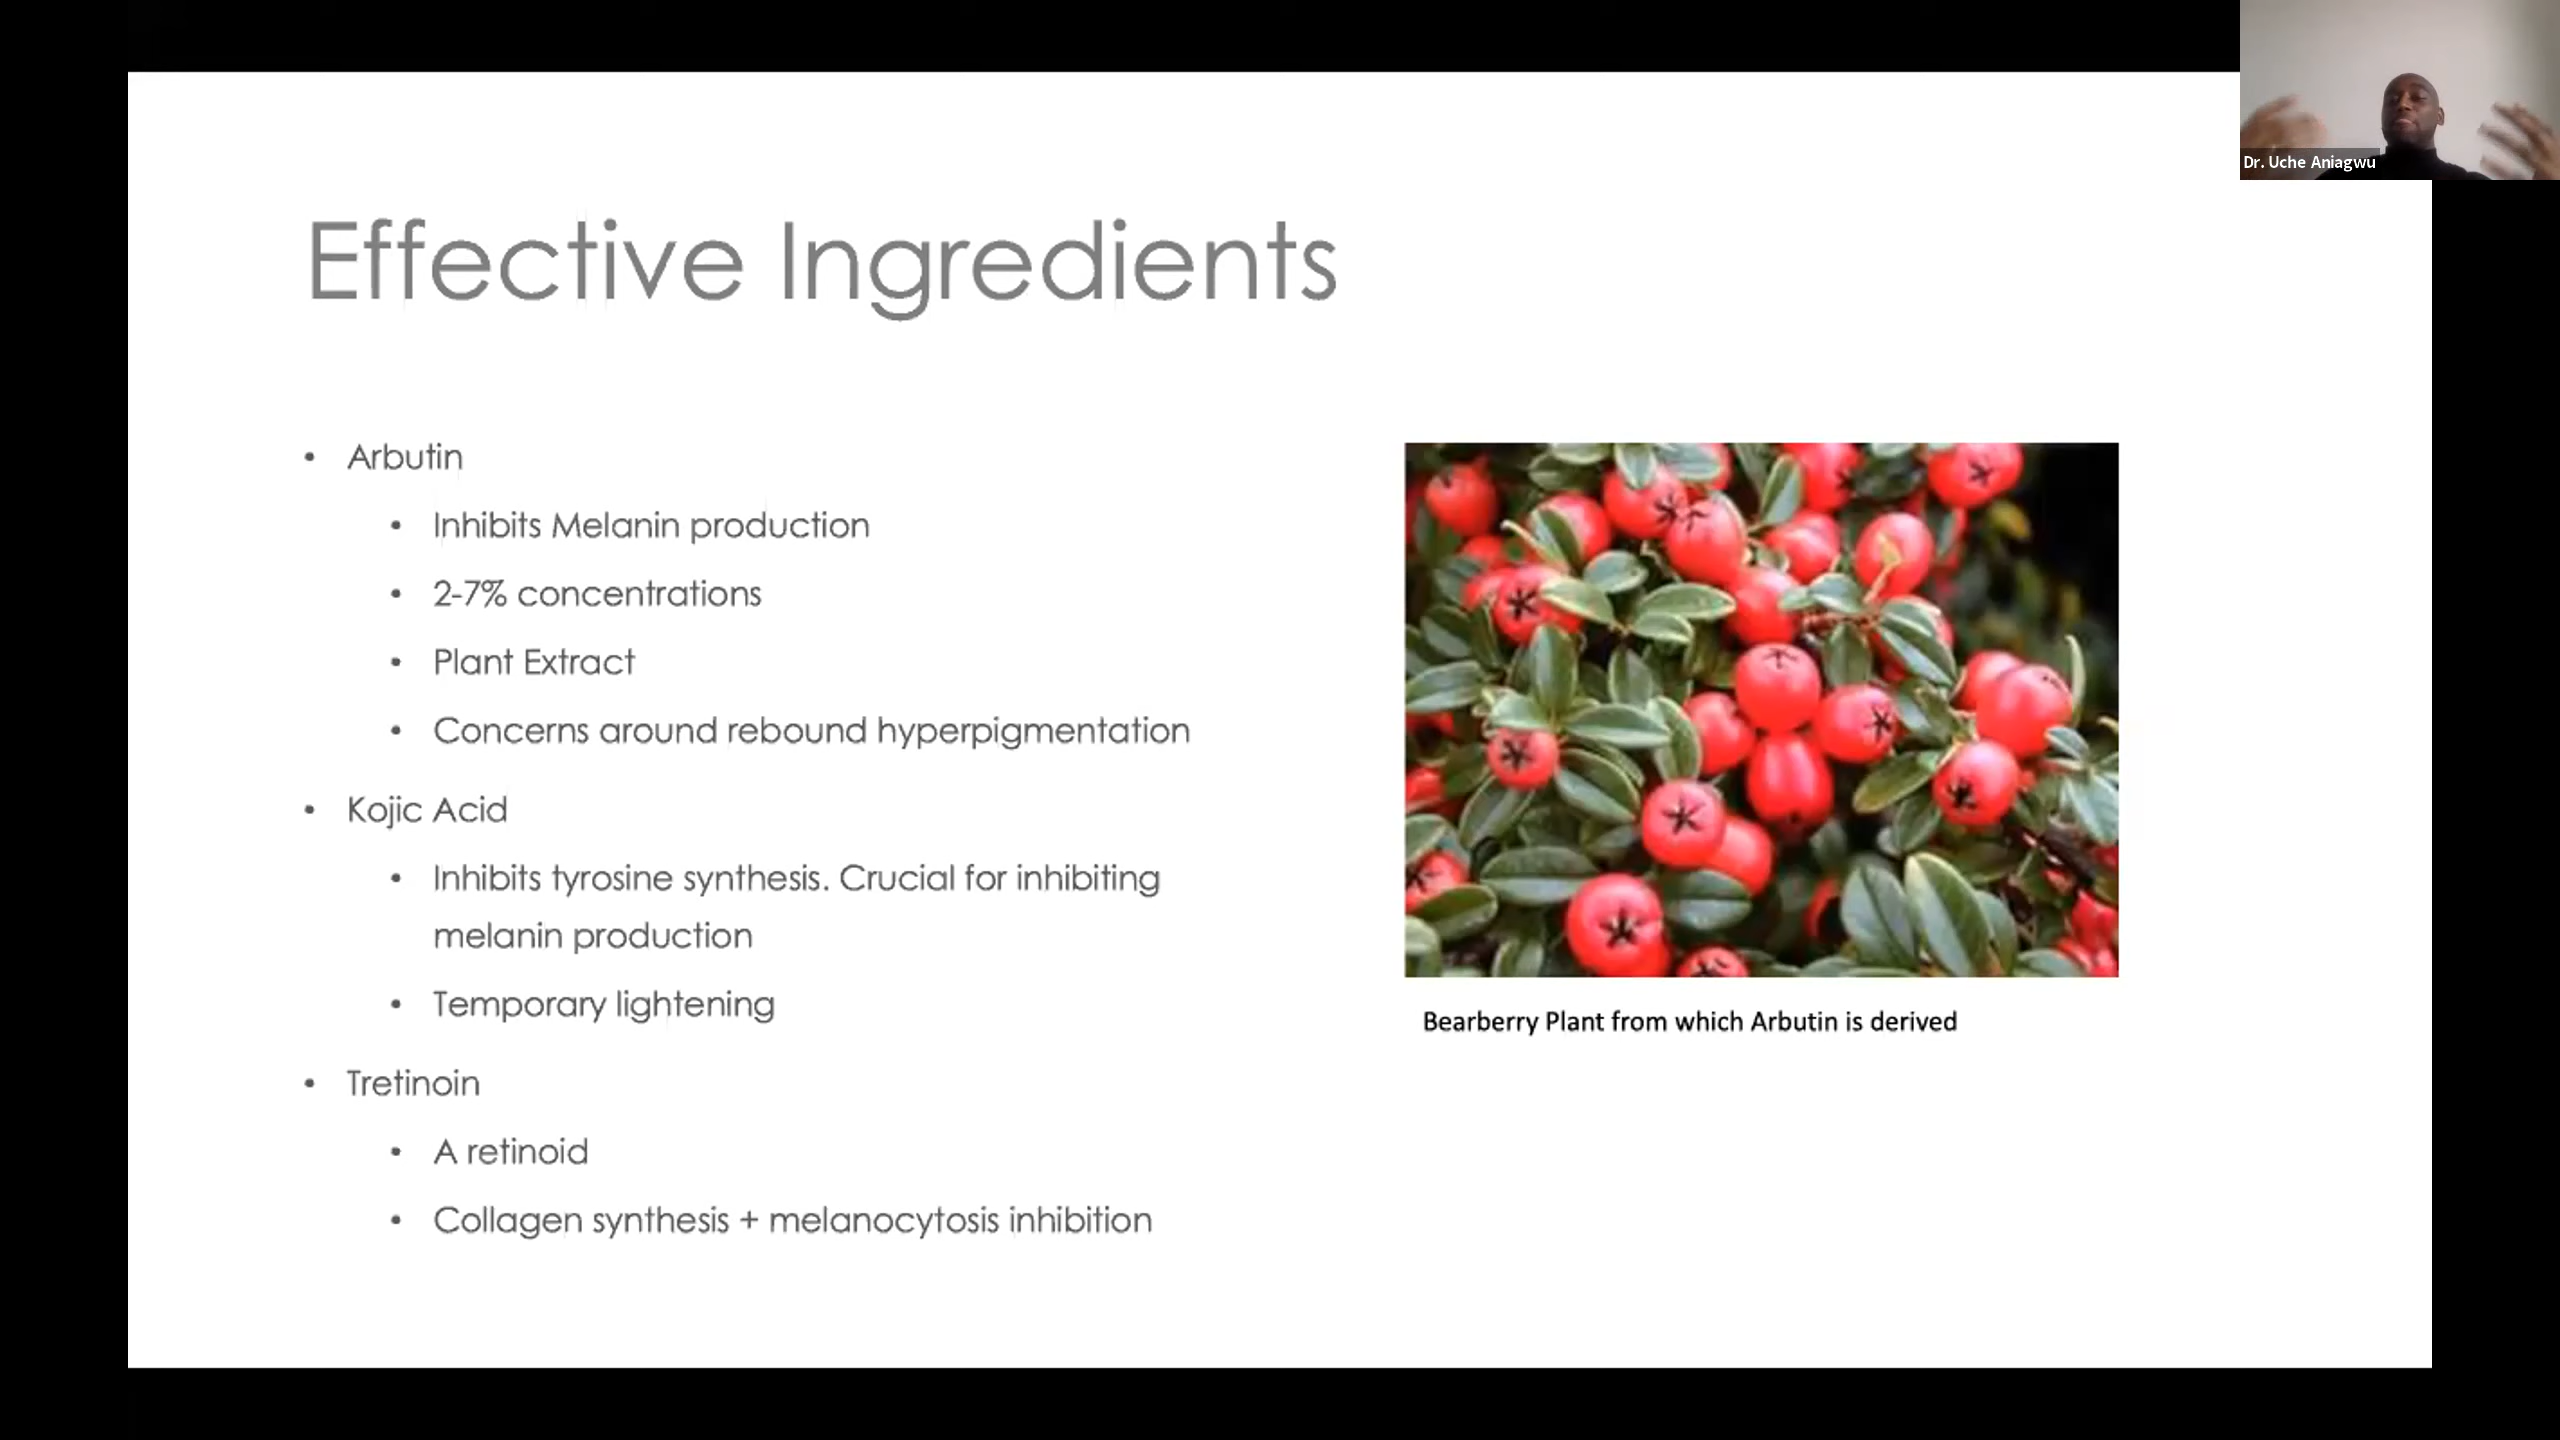 Dr. Uche Aniagwu
Effective Ingredients
• Arbutin
• Inhibits Melanin production
• 2-7% concentrations
• Plant Extract
• Concerns around rebound hyperpigmentation
• Kojic Acid
• Inhibits tyrosine synthesis. Crucial for inhibiting
melanin production
• Temporary lightening
• Tretinoin
• A retinoid
• Collagen synthesis + melanocytosis inhibition
Bearberry Plant from which Arbutin is derived